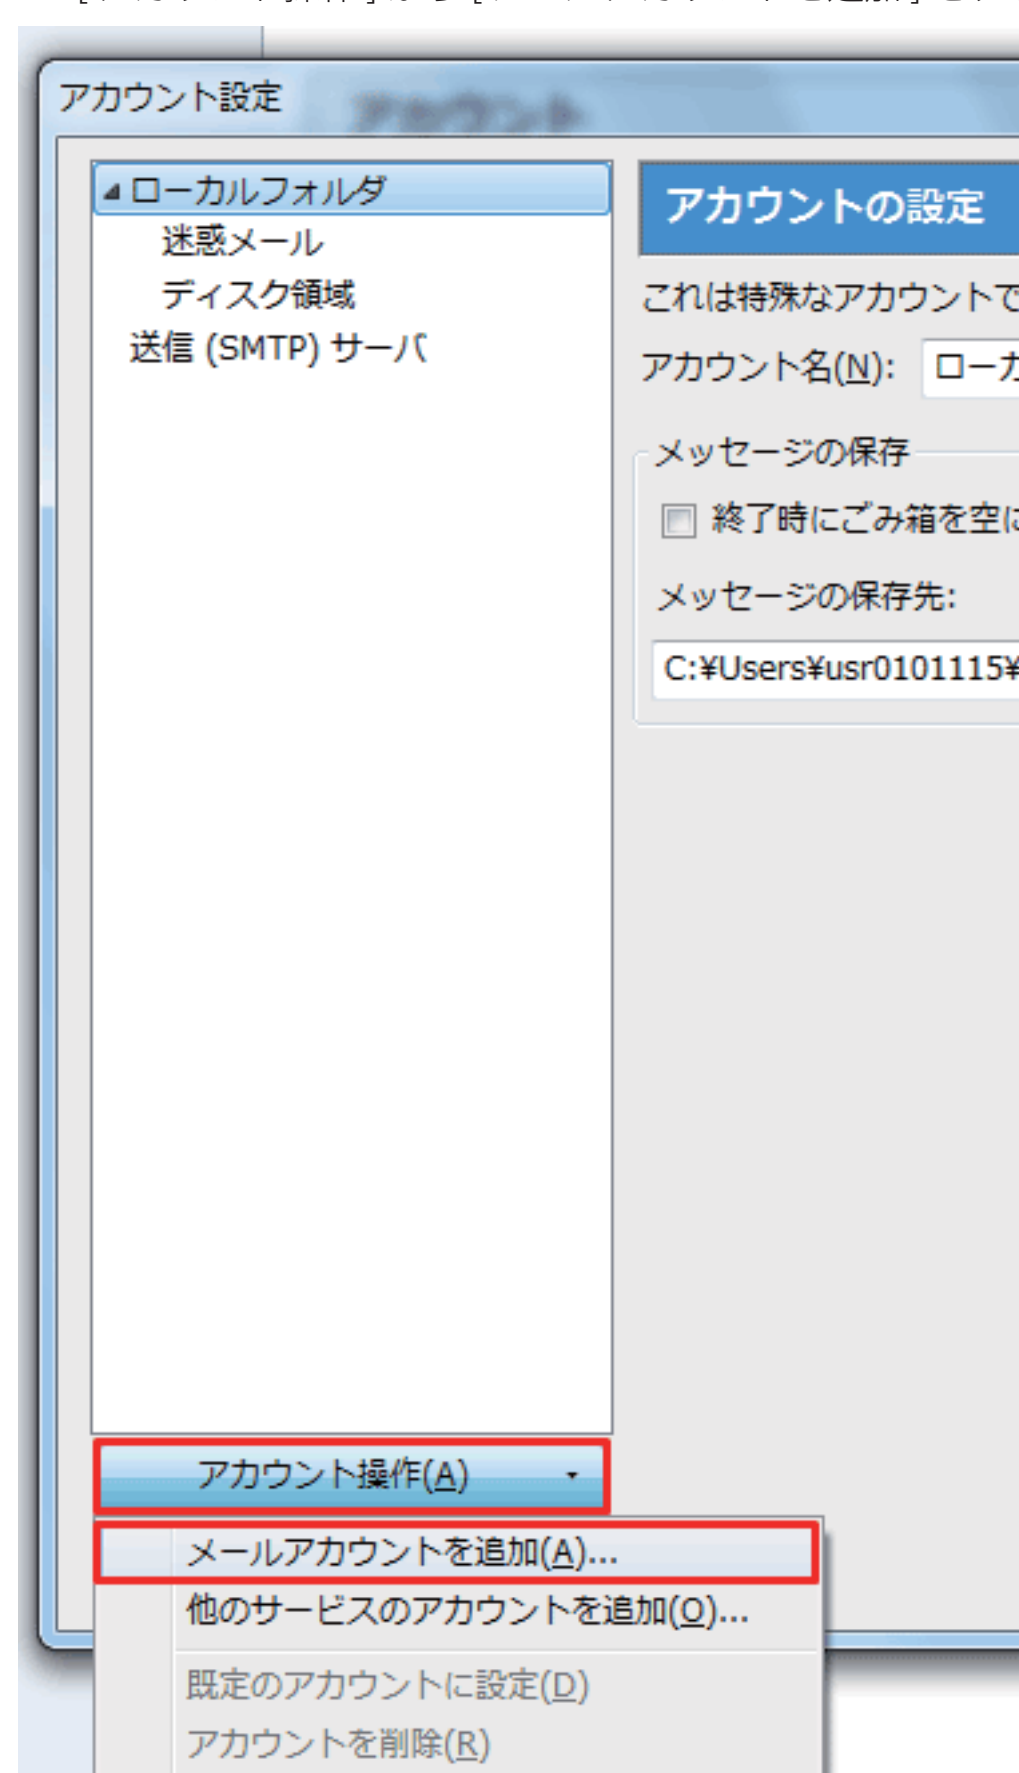 アカウント設定
ローカルフォルダ
迷惑メール
ディスク領域
送信 (SMTP) サーバ
アカウントの設定
これは特殊なアカウントで
アカウント名(N):
ローカ
メッセージの保存
終了時にごみ箱を空に
メッセージの保存先:
C:¥Users¥usr0101115¥
アカウント操作(A)
メールアカウントを追加(A)...
他のサービスのアカウントを追加(O)...
既定のアカウントに設定(D)
アカウントを削除(R)